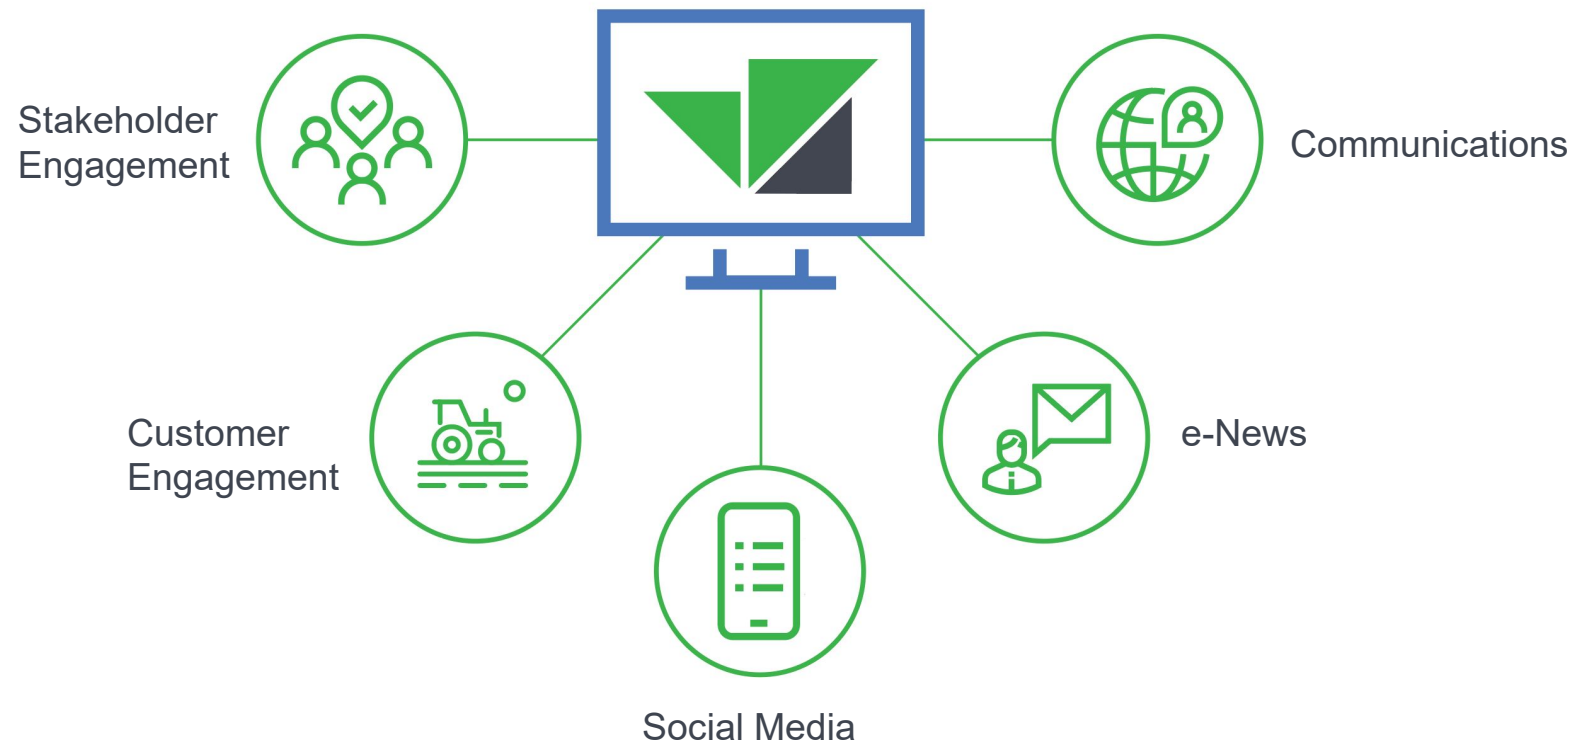 Stakeholder
Engagement
Communications
Customer
Engagement
e-News
Social Media